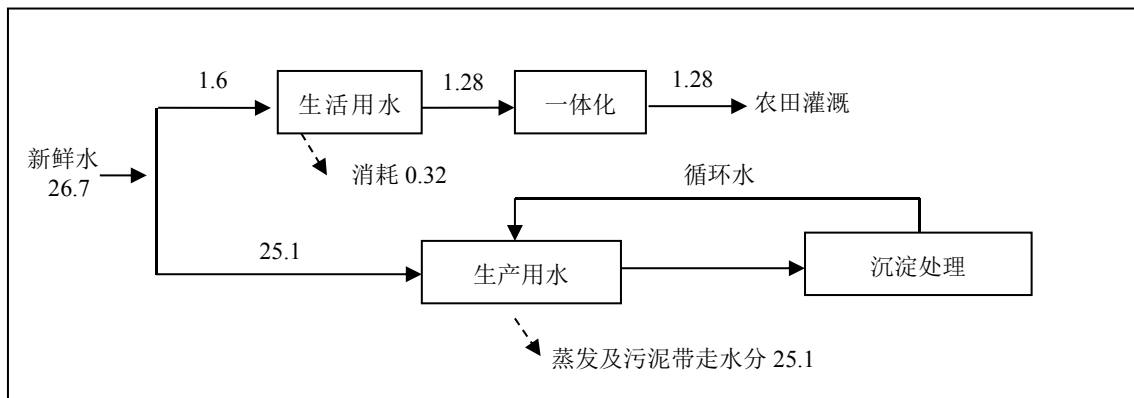 1.6
生活用水
1.28
一体化
1.28
农田灌溉
新鲜水
26.7
消耗 0.32
循环水
25.1
生产用水
沉淀处理
蒸发及污泥带走水分 25.1